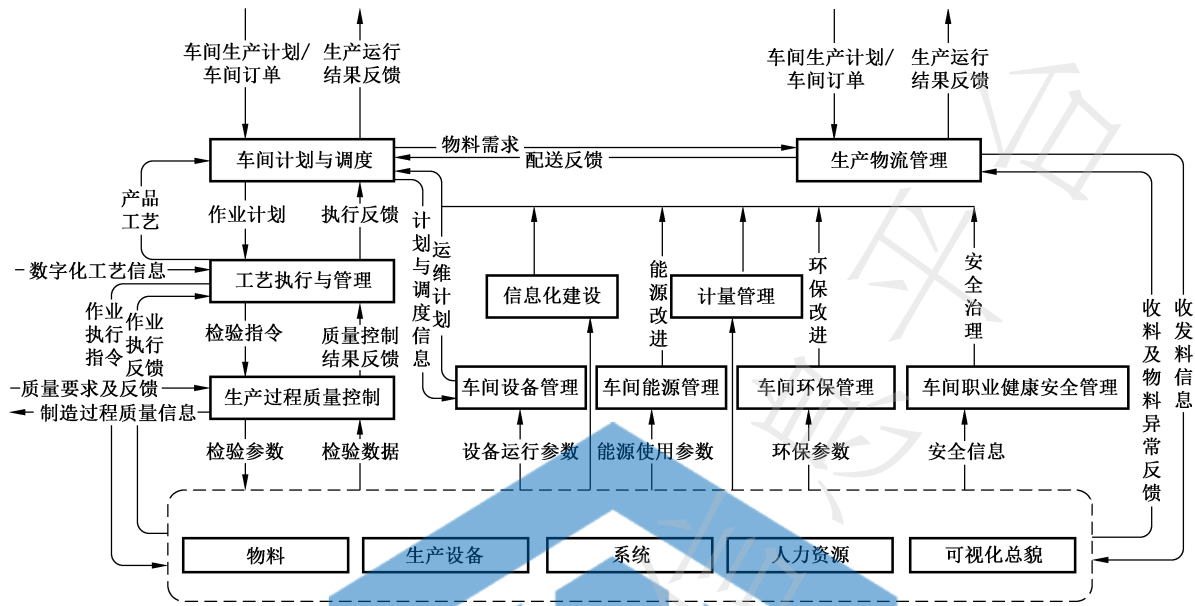 车间生产计划/
车间订单
生产运行
结果反馈
车间生产计划/
车间订单
生产运行
结果反馈
车间计划与调度
物料需求
配送反馈
生产物流管理
产品
工艺
作业计划
执行反馈
计划与调度信息
运维计划
数字化工艺信息
工艺执行与管理
信息化建设
能源改进
计量管理
环保改进
安全治理
作业
执行
指令
作业
执行
反馈
检验指令
质量控制
结果反馈
收料及物料异常反馈
收发料信息
质量要求及反馈
制造过程质量信息
生产过程质量控制
车间设备管理
车间能源管理
车间环保管理
车间职业健康安全管理
检验参数
检验数据
设备运行参数
能源使用参数
环保参数
安全信息
物料
生产设备
系统
人力资源
可视化总貌